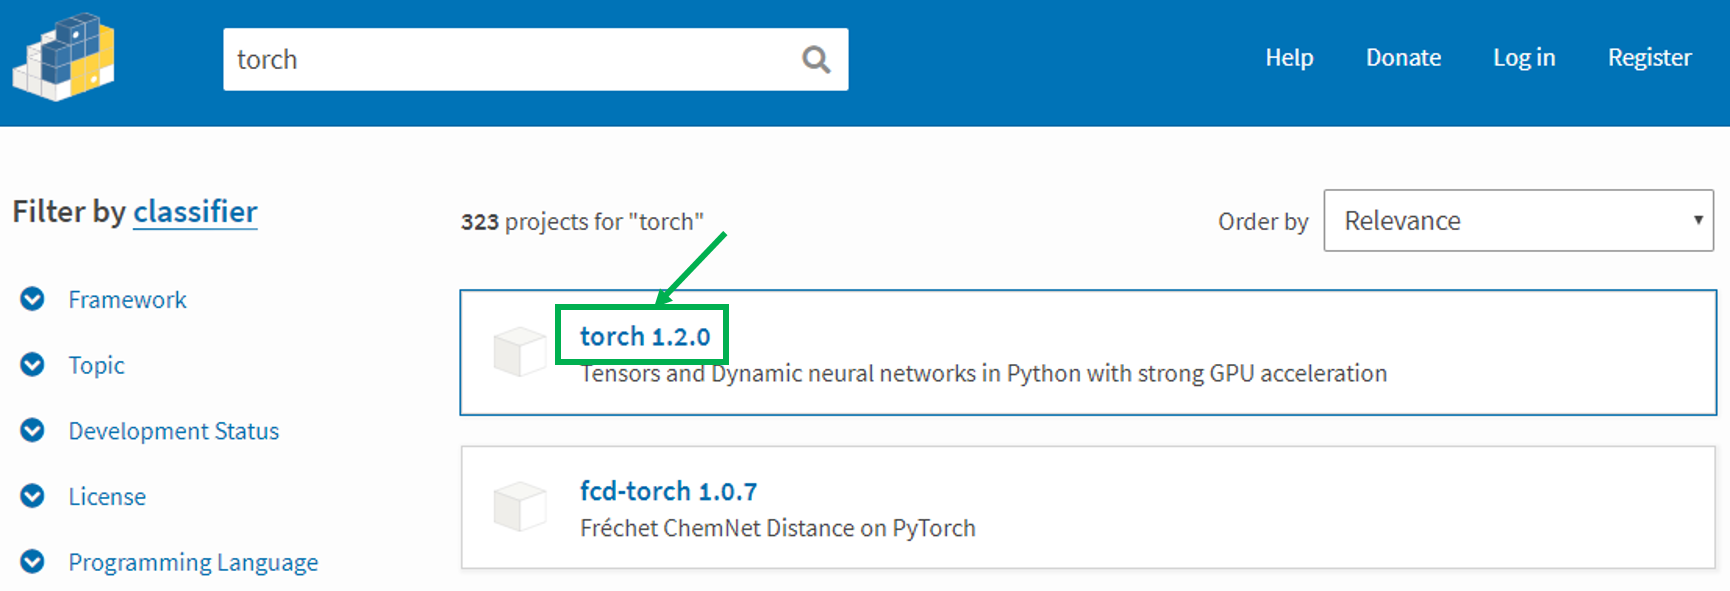 torch
Help Donate Log in Register
Filter by classifier
323 projects for "torch"
Order by Relevance
Framework
Topic
Development Status
License
Programming Language
torch 1.2.0
Tensors and Dynamic neural networks in Python with strong GPU acceleration
fcd-torch 1.0.7
Fréchet ChemNet Distance on PyTorch